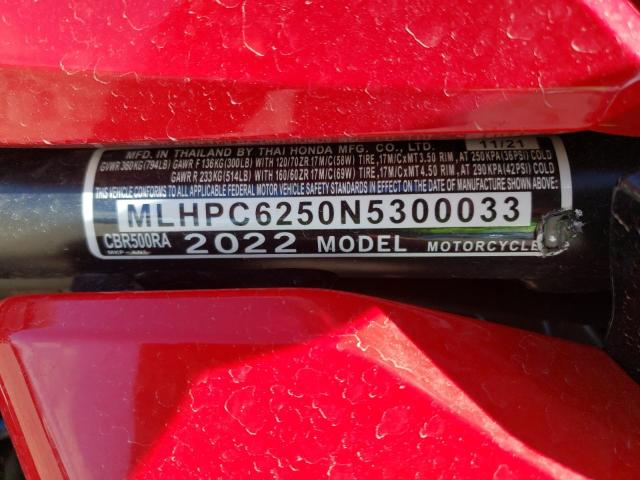 MFD. IN THAILAND BY THAI HONDA MFG. CO., LTD. 11/21
GVWR 360KG(794LB) GAWR F 136KG(300LB) WITH 120/70ZR17M/C(58W) TIRE, 17M/CxMT3.50 RIM, AT 250KPA(36PSI) COLD
GAWR R 233KG(514LB) WITH 160/60ZR17M/C(69W) TIRE, 17M/CxMT4.50 RIM, AT 290KPA(42PSI) COLD
THIS VEHICLE CONFORMS TO ALL APPLICABLE FEDERAL MOTOR VEHICLE SAFETY STANDARDS IN EFFECT ON THE DATE OF MANUFACTURE SHOWN ABOVE.
MLHPC6250N5300033
CBR500RA 2022 MODEL MOTORCYCLE